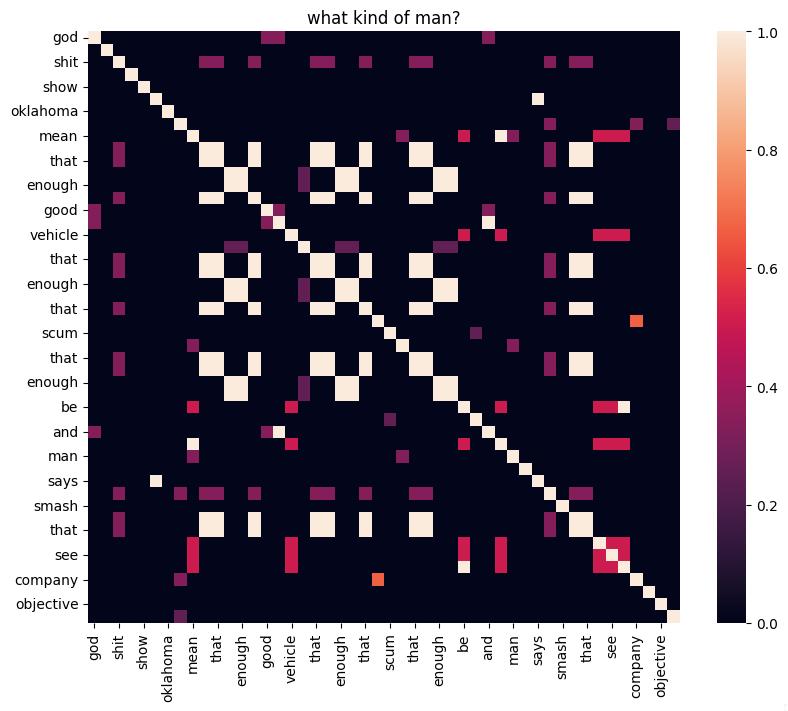 what kind of man?
god
shit
show
oklahoma
mean
that
enough
good
vehicle
that
enough
that
scum
that
enough
be
and
man
says
smash
that
see
company
objective
god
shit
show
oklahoma
mean
that
enough
good
vehicle
that
enough
that
scum
that
enough
be
and
man
says
smash
that
see
company
objective
1.0
0.8
0.6
0.4
0.2
0.0